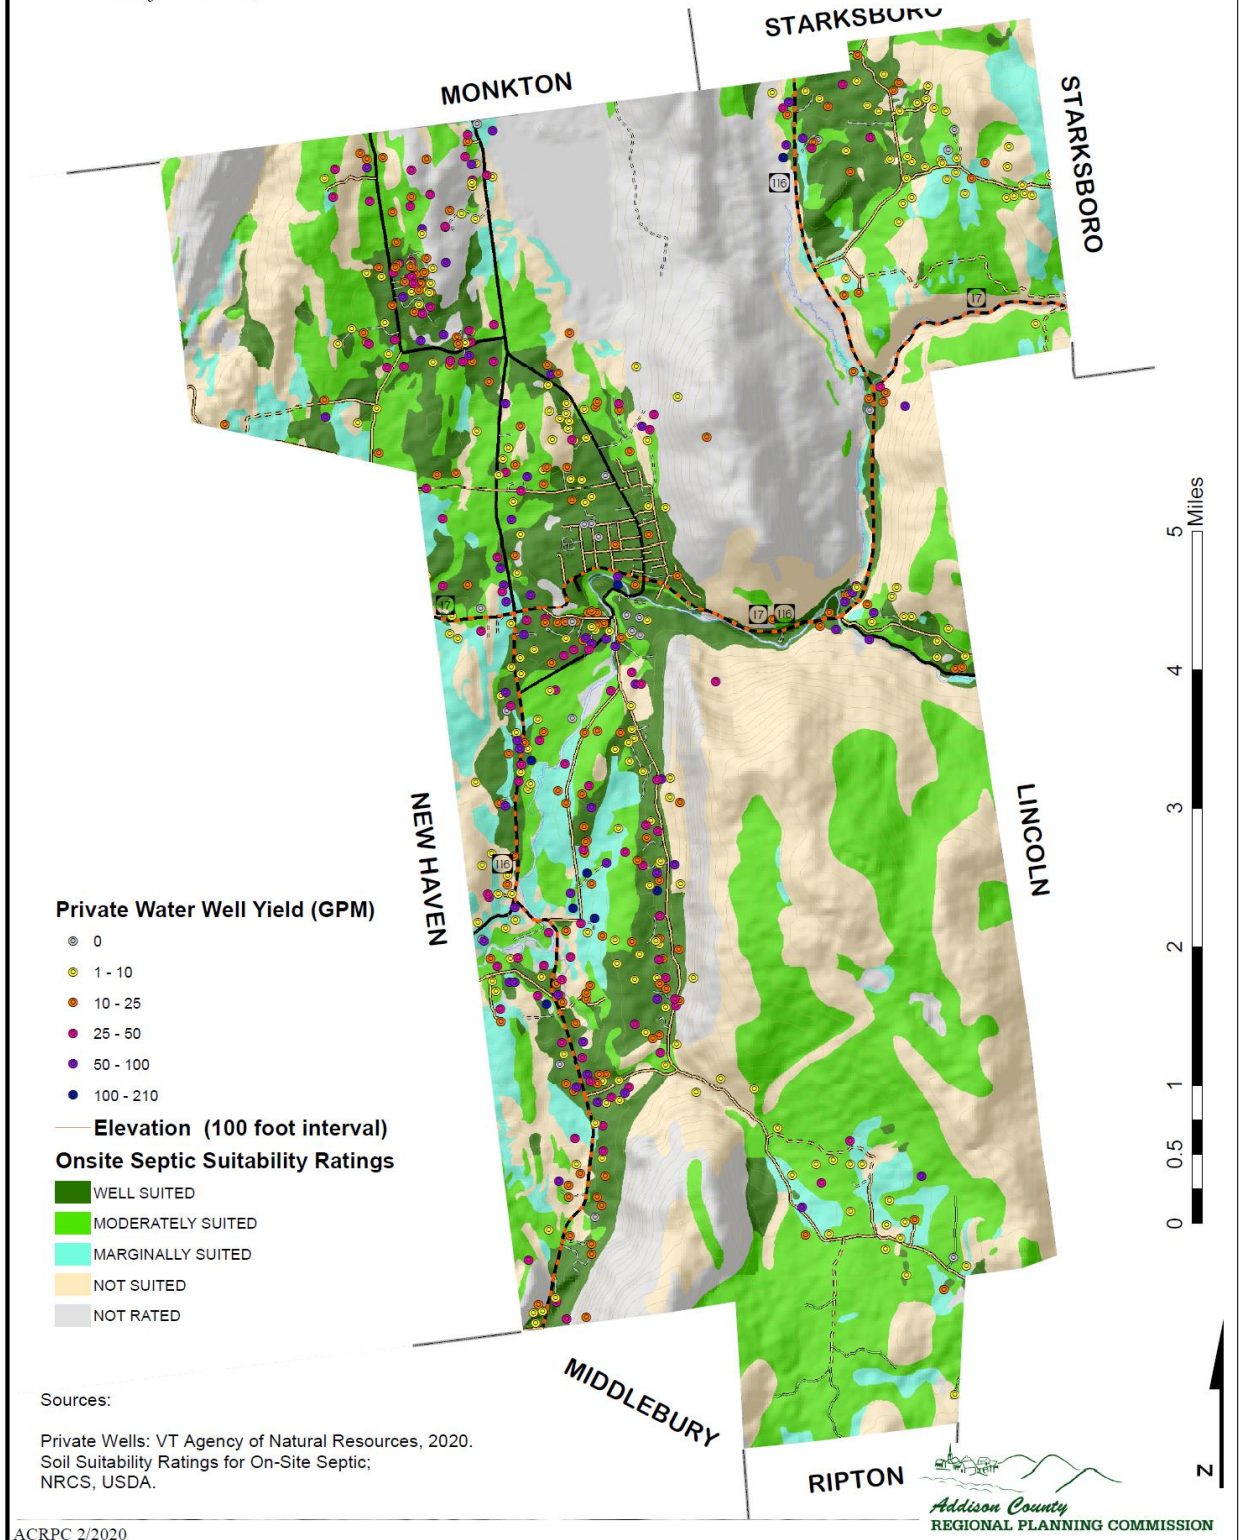 STARKSBORO
MONKTON
STARKSBORO
116
17
Miles
5
17
17
116
4
3
LINCOLN
NEW HAVEN
116
2
Private Water Well Yield (GPM)
0
1 - 10
10 - 25
25 - 50
50 - 100
100 - 210
Elevation (100 foot interval)
Onsite Septic Suitability Ratings
WELL SUITED
MODERATELY SUITED
MARGINALLY SUITED
NOT SUITED
NOT RATED
1
0.5
0
MIDDLEBURY
RIPTON
Sources:
Private Wells: VT Agency of Natural Resources, 2020.
Soil Suitability Ratings for On-Site Septic;
NRCS, USDA.
N
Addison County
REGIONAL PLANNING COMMISSION
ACRPC 2/2020